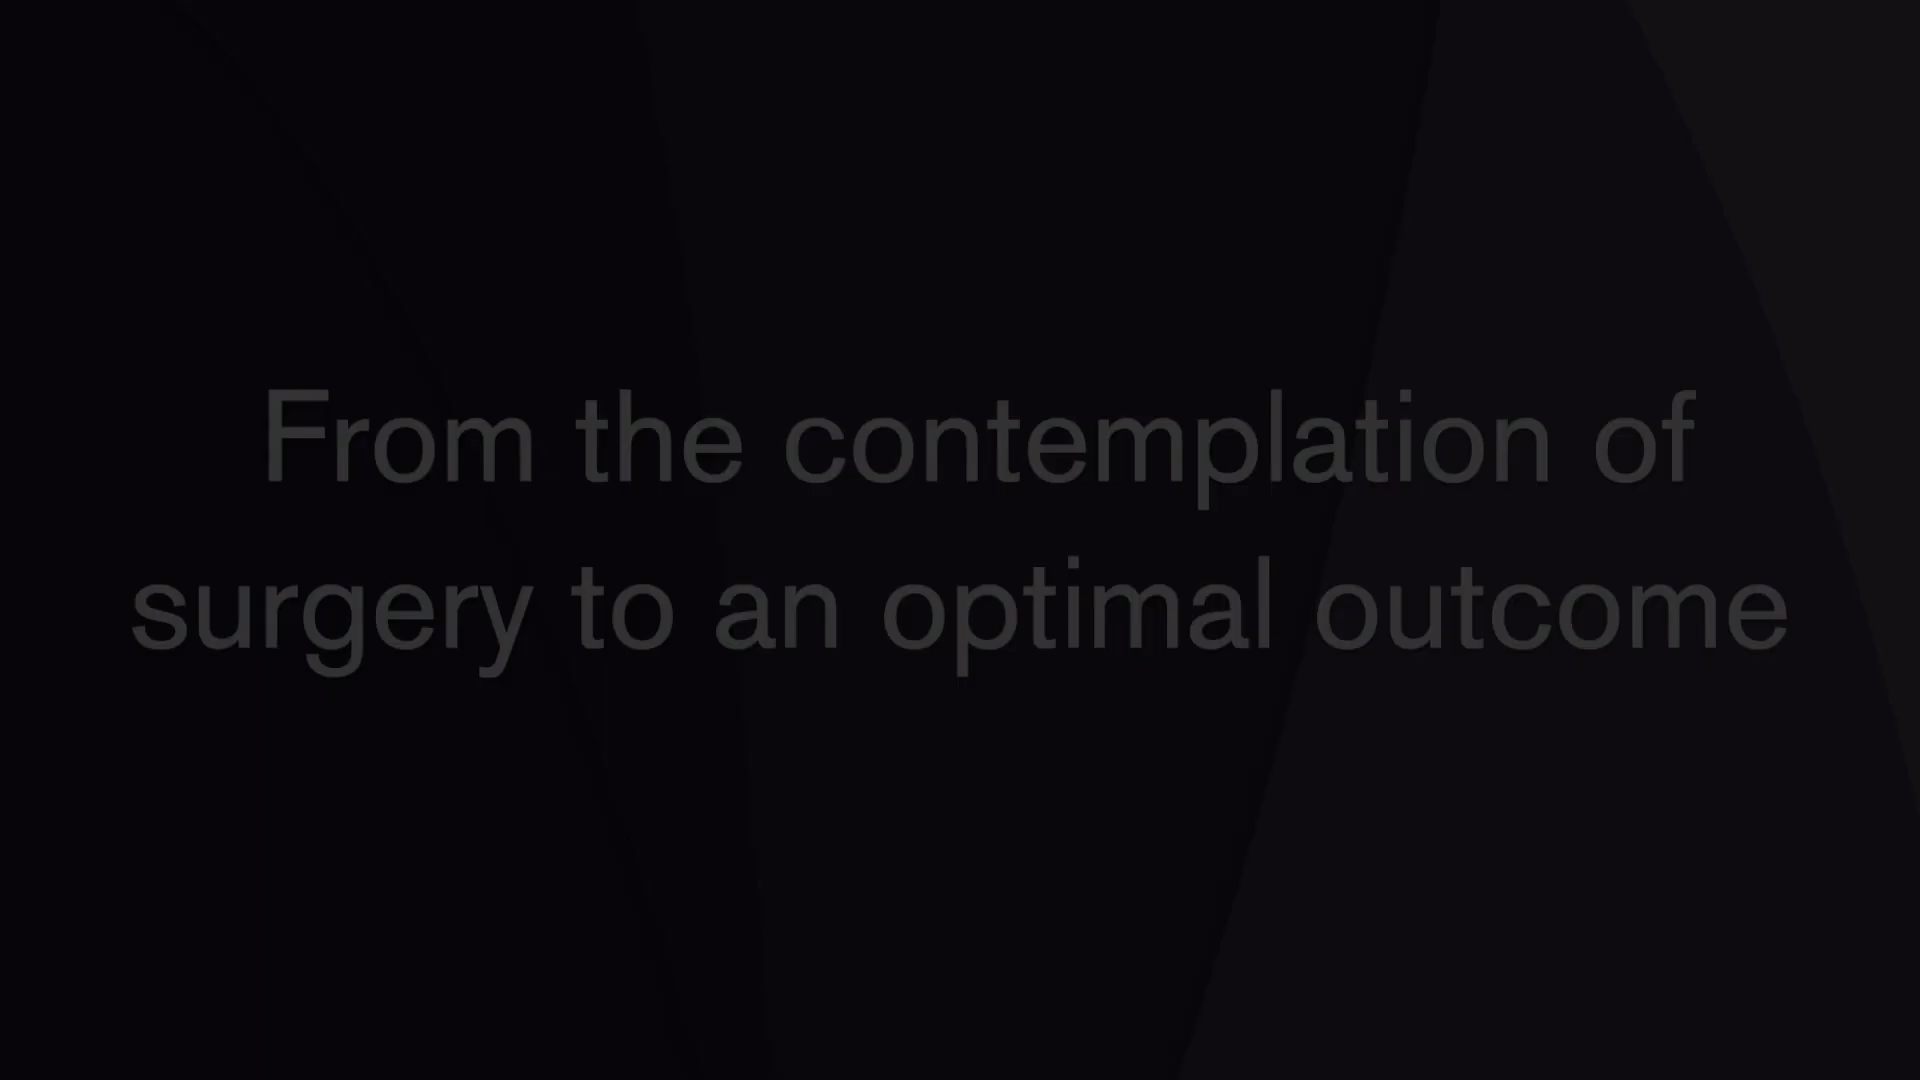 From the contemplation of
surgery to an optimal outcome